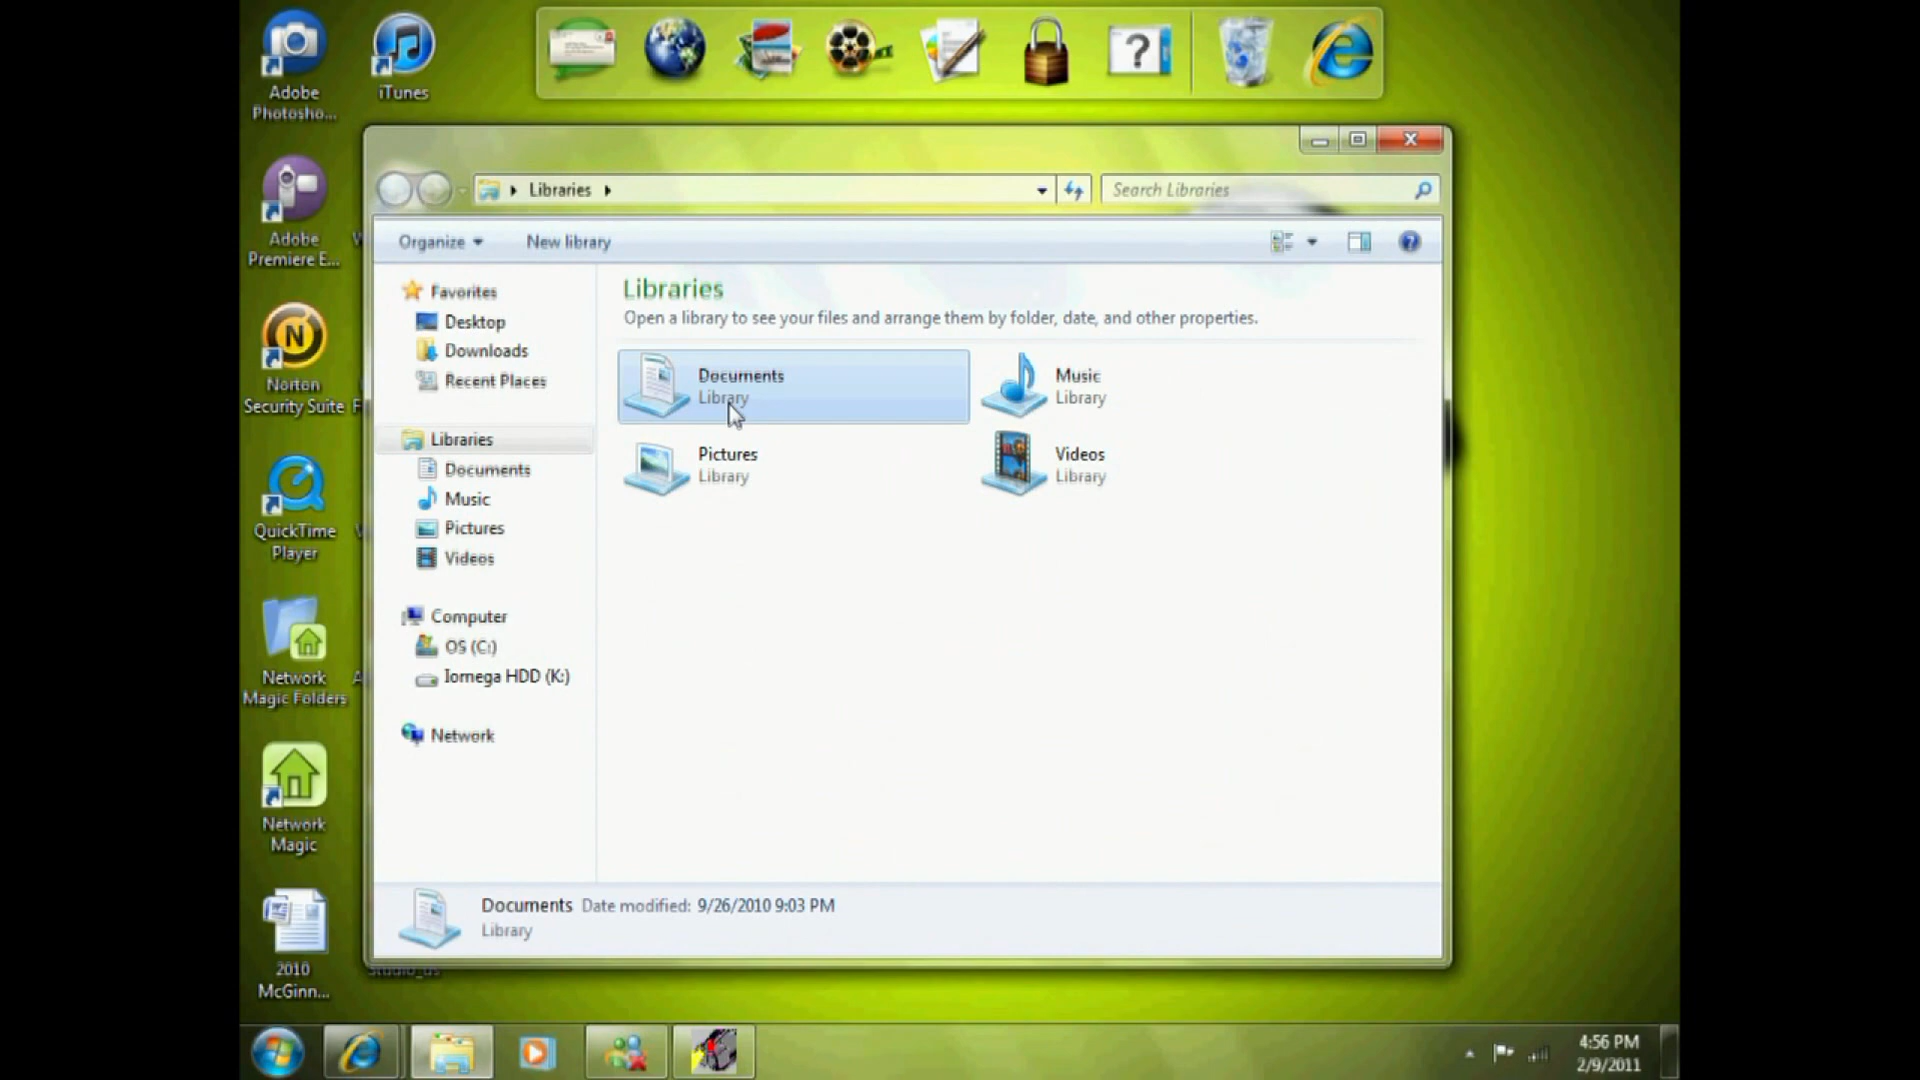 Adobe
Photosho...
iTunes
Adobe
Premiere E...
N
Norton
Security Suite
QuickTime
Player
Network
Magic Folders
Network
Magic
2010
McGinn...
?
Libraries
Search Libraries
Organize
New library
Favorites
Desktop
Downloads
Recent Places
Libraries
Documents
Music
Pictures
Videos
Computer
OS (C:)
Iomega HDD (K:)
Network
Libraries
Open a library to see your files and arrange them by folder, date, and other properties.
Documents
Library
Music
Library
Pictures
Library
Videos
Library
Documents Date modified: 9/26/2010 9:03 PM
Library
Studio_ds
4:56 PM
2/9/2011